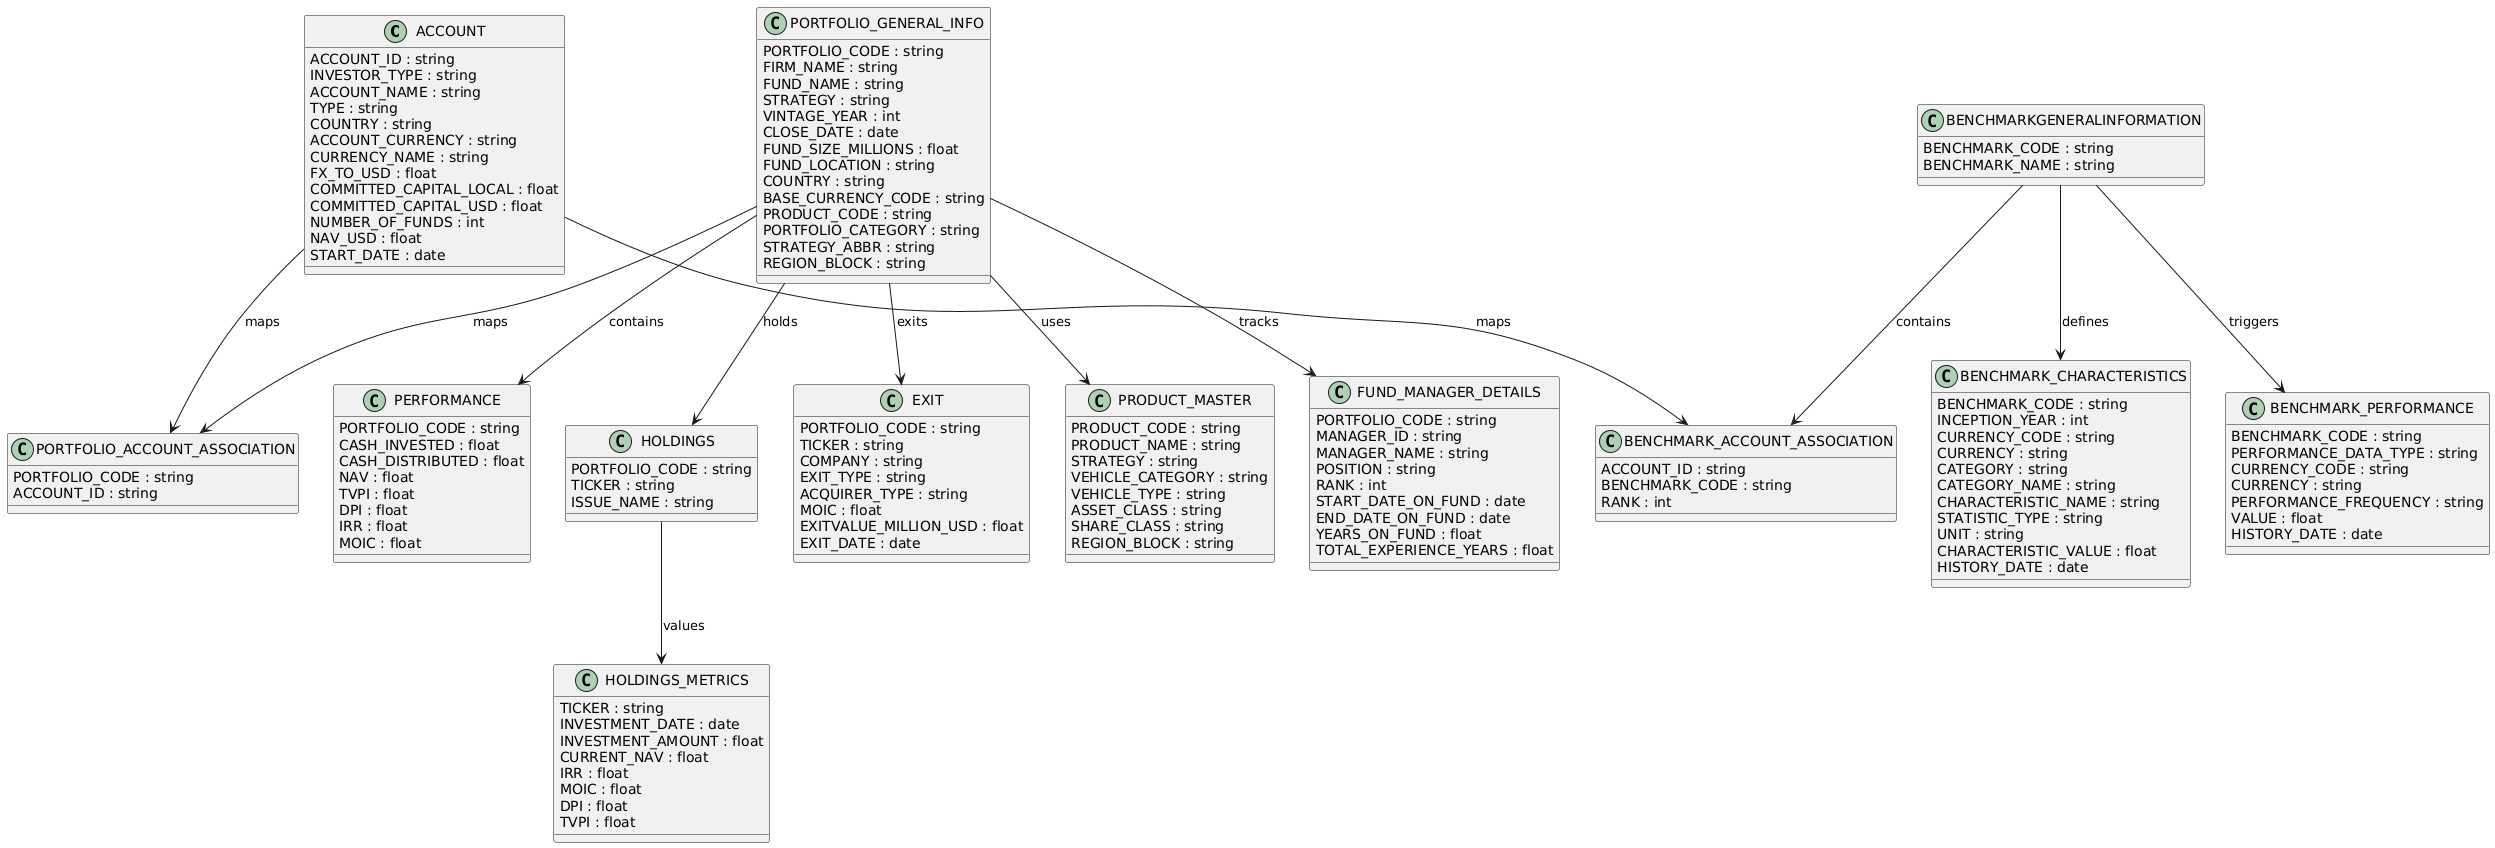 ACCOUNT
ACCOUNT_ID : string
INVESTOR_TYPE : string
ACCOUNT_NAME : string
TYPE : string
COUNTRY : string
ACCOUNT_CURRENCY : string
CURRENCY_NAME : string
FX_TO_USD : float
COMMITTED_CAPITAL_LOCAL : float
COMMITTED_CAPITAL_USD : float
NUMBER_OF_FUNDS : int
NAV_USD : float
START_DATE : date
PORTFOLIO_GENERAL_INFO
PORTFOLIO_CODE : string
FIRM_NAME : string
FUND_NAME : string
STRATEGY : string
VINTAGE_YEAR : int
CLOSE_DATE : date
FUND_SIZE_MILLIONS : float
FUND_LOCATION : string
COUNTRY : string
BASE_CURRENCY_CODE : string
PRODUCT_CODE : string
PORTFOLIO_CATEGORY : string
STRATEGY_ABBR : string
REGION_BLOCK : string
BENCHMARKGENERALINFORMATION
BENCHMARK_CODE : string
BENCHMARK_NAME : string
maps
maps
contains
holds
exits
uses
tracks
maps
contains
defines
triggers
PORTFOLIO_ACCOUNT_ASSOCIATION
PORTFOLIO_CODE : string
ACCOUNT_ID : string
PERFORMANCE
PORTFOLIO_CODE : string
CASH_INVESTED : float
CASH_DISTRIBUTED : float
NAV : float
TVPI : float
DPI : float
IRR : float
MOIC : float
HOLDINGS
PORTFOLIO_CODE : string
TICKER : string
ISSUE_NAME : string
EXIT
PORTFOLIO_CODE : string
TICKER : string
COMPANY : string
EXIT_TYPE : string
ACQUIRER_TYPE : string
MOIC : float
EXITVALUE_MILLION_USD : float
EXIT_DATE : date
PRODUCT_MASTER
PRODUCT_CODE : string
PRODUCT_NAME : string
STRATEGY : string
VEHICLE_CATEGORY : string
VEHICLE_TYPE : string
ASSET_CLASS : string
SHARE_CLASS : string
REGION_BLOCK : string
FUND_MANAGER_DETAILS
PORTFOLIO_CODE : string
MANAGER_ID : string
MANAGER_NAME : string
POSITION : string
RANK : int
START_DATE_ON_FUND : date
END_DATE_ON_FUND : date
YEARS_ON_FUND : float
TOTAL_EXPERIENCE_YEARS : float
BENCHMARK_ACCOUNT_ASSOCIATION
ACCOUNT_ID : string
BENCHMARK_CODE : string
RANK : int
BENCHMARK_CHARACTERISTICS
BENCHMARK_CODE : string
INCEPTION_YEAR : int
CURRENCY_CODE : string
CURRENCY : string
CATEGORY : string
CATEGORY_NAME : string
CHARACTERISTIC_NAME : string
STATISTIC_TYPE : string
UNIT : string
CHARACTERISTIC_VALUE : float
HISTORY_DATE : date
BENCHMARK_PERFORMANCE
BENCHMARK_CODE : string
PERFORMANCE_DATA_TYPE : string
CURRENCY_CODE : string
CURRENCY : string
PERFORMANCE_FREQUENCY : string
VALUE : float
HISTORY_DATE : date
values
HOLDINGS_METRICS
TICKER : string
INVESTMENT_DATE : date
INVESTMENT_AMOUNT : float
CURRENT_NAV : float
IRR : float
MOIC : float
DPI : float
TVPI : float